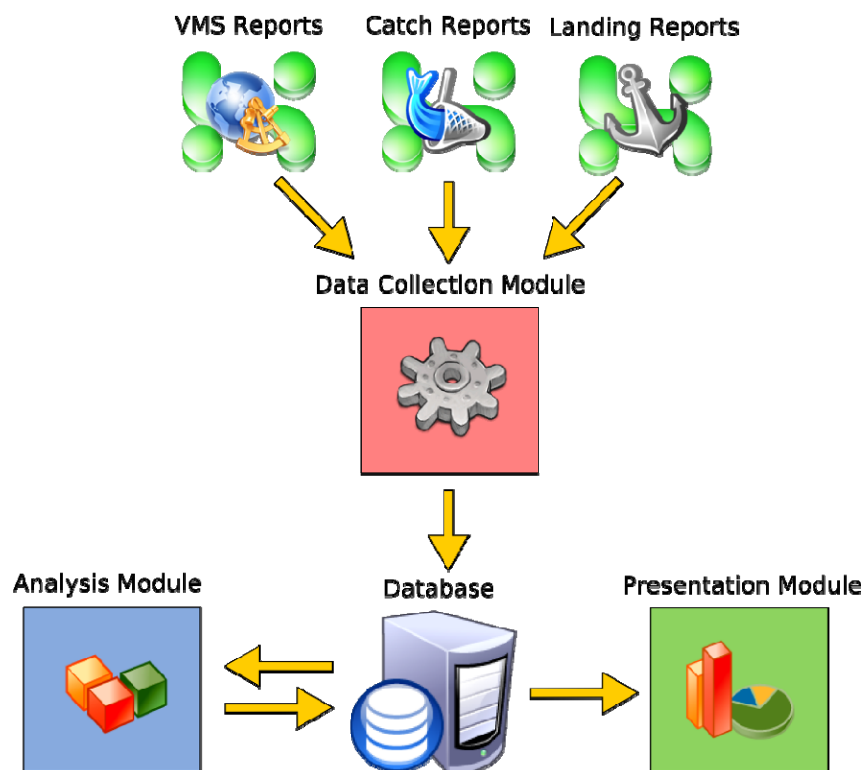 VMS Reports
Catch Reports
Landing Reports
Data Collection Module
Analysis Module
Database
Presentation Module